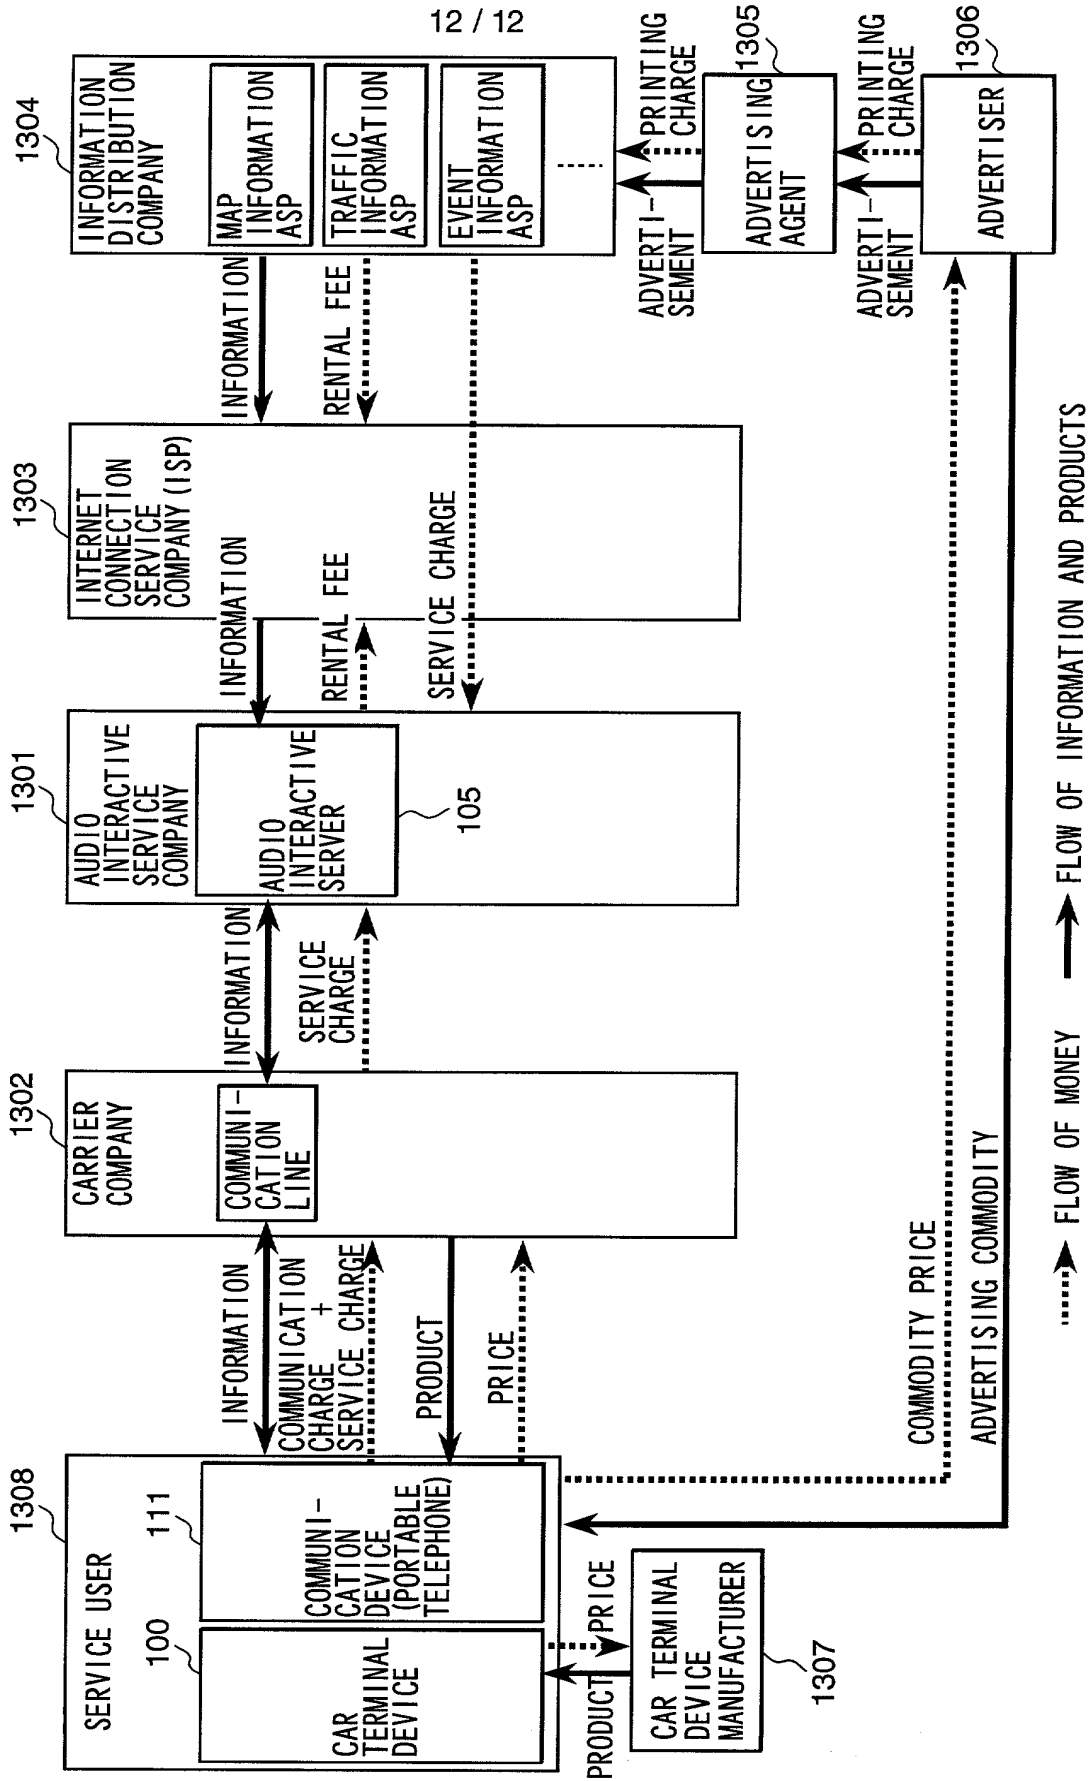 12 / 12
1308
SERVICE USER
100
CAR
TERMINAL
DEVICE
111
COMMUNI-
CATION
DEVICE
(PORTABLE
TELEPHONE)
PRODUCT
PRICE
CAR TERMINAL
DEVICE
MANUFACTURER
1307
INFORMATION
COMMUNICATION
CHARGE +
SERVICE CHARGE
PRODUCT
PRICE
1302
CARRIER
COMPANY
COMMUNI-
CATION
LINE
INFORMATION
SERVICE
CHARGE
1301
AUDIO
INTERACTIVE
SERVICE
COMPANY
AUDIO
INTERACTIVE
SERVER
105
INFORMATION
RENTAL FEE
SERVICE CHARGE
1303
INTERNET
CONNECTION
SERVICE
COMPANY (ISP)
INFORMATION
RENTAL FEE
1304
INFORMATION
DISTRIBUTION
COMPANY
MAP
INFORMATION
ASP
TRAFFIC
INFORMATION
ASP
EVENT
INFORMATION
ASP
ADVERTI-
SEMENT
PRINTING
CHARGE
1305
ADVERTISING
AGENT
ADVERTI-
SEMENT
PRINTING
CHARGE
1306
ADVERTISER
COMMODITY PRICE
ADVERTISING COMMODITY
FLOW OF MONEY
FLOW OF INFORMATION AND PRODUCTS